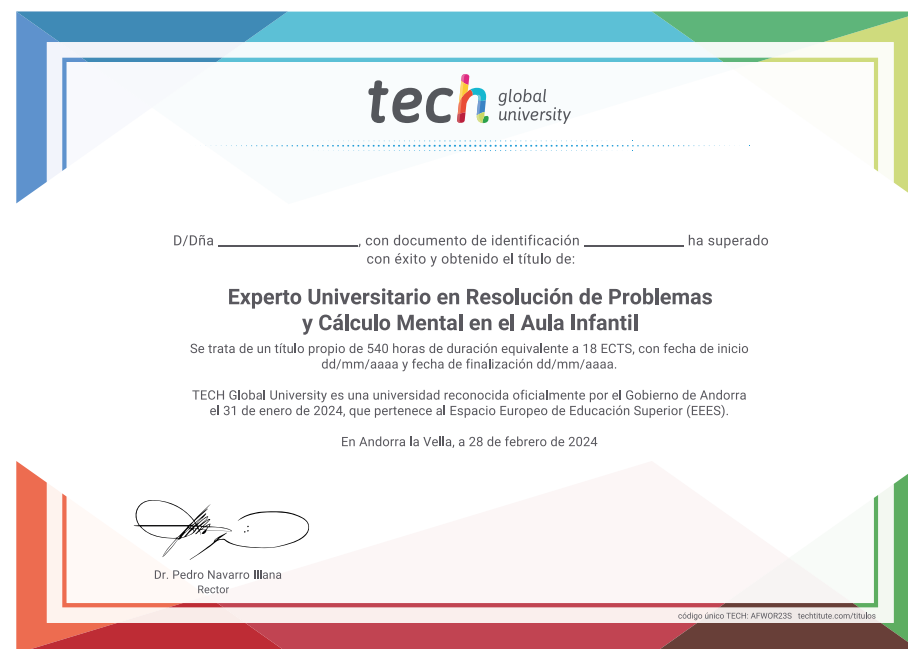 tech global university
D/Dña ____________, con documento de identificación ____________ ha superado
con éxito y obtenido el título de:
Experto Universitario en Resolución de Problemas
y Cálculo Mental en el Aula Infantil
Se trata de un título propio de 540 horas de duración equivalente a 18 ECTS, con fecha de inicio
dd/mm/aaaa y fecha de finalización dd/mm/aaaa.
TECH Global University es una universidad reconocida oficialmente por el Gobierno de Andorra
el 31 de enero de 2024, que pertenece al Espacio Europeo de Educación Superior (EEES).
En Andorra la Vella, a 28 de febrero de 2024
Dr. Pedro Navarro Illana
Rector
código único TECH: AFWOR23S techtitute.com/titulos